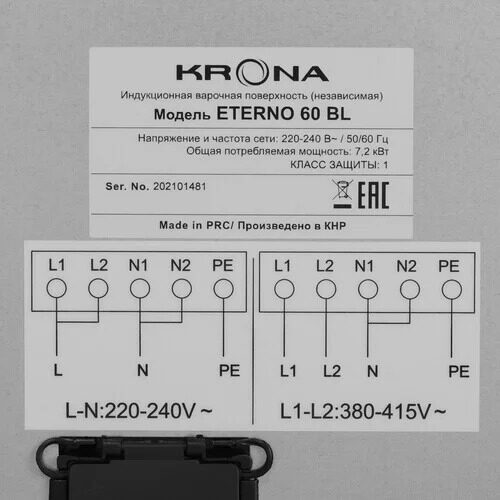 KRONA
Индукционная варочная поверхность (независимая)
Модель ETERNO 60 BL
Напряжение и частота сети: 220-240 В~ / 50/60 Гц
Общая потребляемая мощность: 7,2 кВт
КЛАСС ЗАЩИТЫ: 1
Ser. No. 202101481
EAC
Made in PRC/ Произведено в КНР
L1 L2 N1 N2 PE
L N PE
L-N:220-240V~
L1 L2 N1 N2 PE
L1 L2 N PE
L1-L2:380-415V~